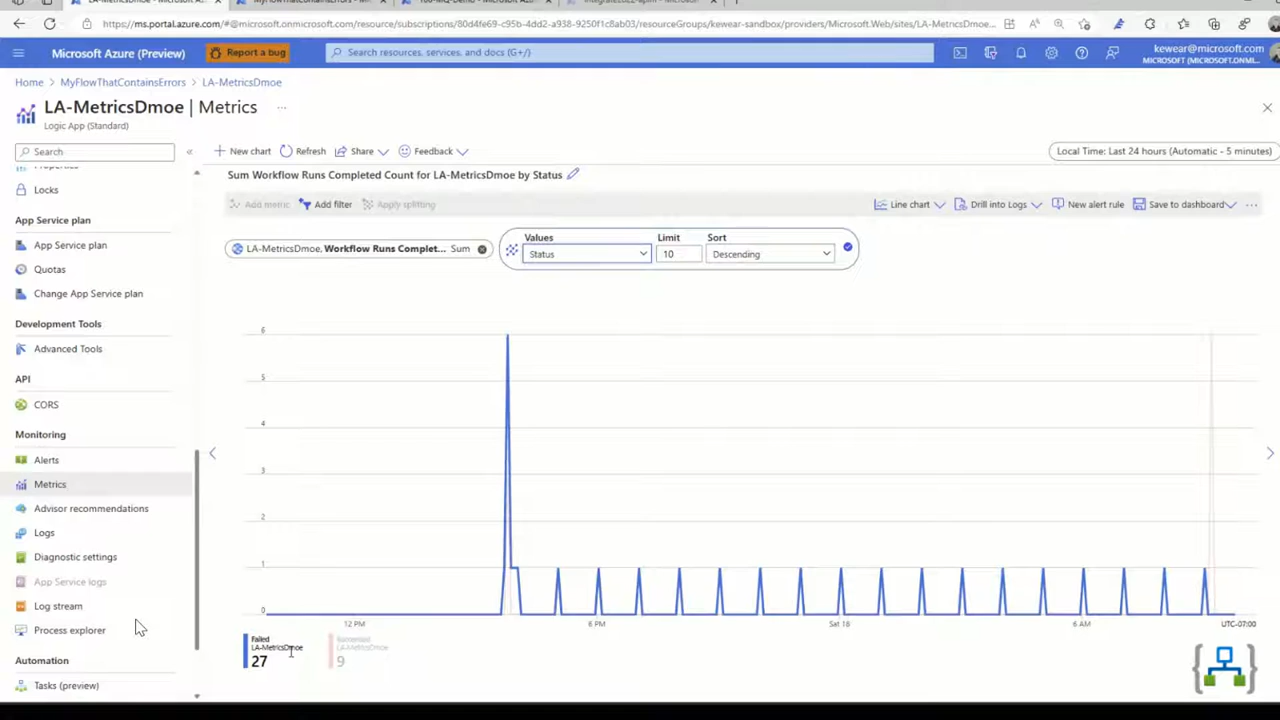 https://ms.portal.azure.com/#@onmicrosoft.onmicrosoft.com/resource/subscriptions/80d4fe69-c95b-4dd2-a938-9250f1c8ab03/resourceGroups/kewear-sandbox/providers/Microsoft.Web/sites/LA-MetricsDmoe...
Microsoft Azure (Preview)
Report a bug
Search resources, services, and docs (G+/)
kewear@microsoft.com
MICROSOFT (MICROSOFT.ONMI...
Home > MyFlowThatContainsErrors > LA-MetricsDmoe
LA-MetricsDmoe | Metrics ...
Logic App (Standard)
Search
«
New chart
Refresh
Share
Feedback
Local Time: Last 24 hours (Automatic - 5 minutes)
Properties
Locks
App Service plan
App Service plan
Quotas
Change App Service plan
Development Tools
Advanced Tools
API
CORS
Monitoring
Alerts
Metrics
Advisor recommendations
Logs
Diagnostic settings
App Service logs
Log stream
Process explorer
Automation
Tasks (preview)
Sum Workflow Runs Completed Count for LA-MetricsDmoe by Status
Add metric
Add filter
Apply splitting
Line chart
Drill into Logs
New alert rule
Save to dashboard
...
LA-MetricsDmoe, Workflow Runs Complet... Sum
Values
Limit
Sort
Status
10
Descending
6
5
4
3
2
1
0
12 PM
6 PM
Sat 18
6 AM
UTC-07:00
Failed
LA-MetricsDmoe
27
Succeeded
LA-MetricsDmoe
9